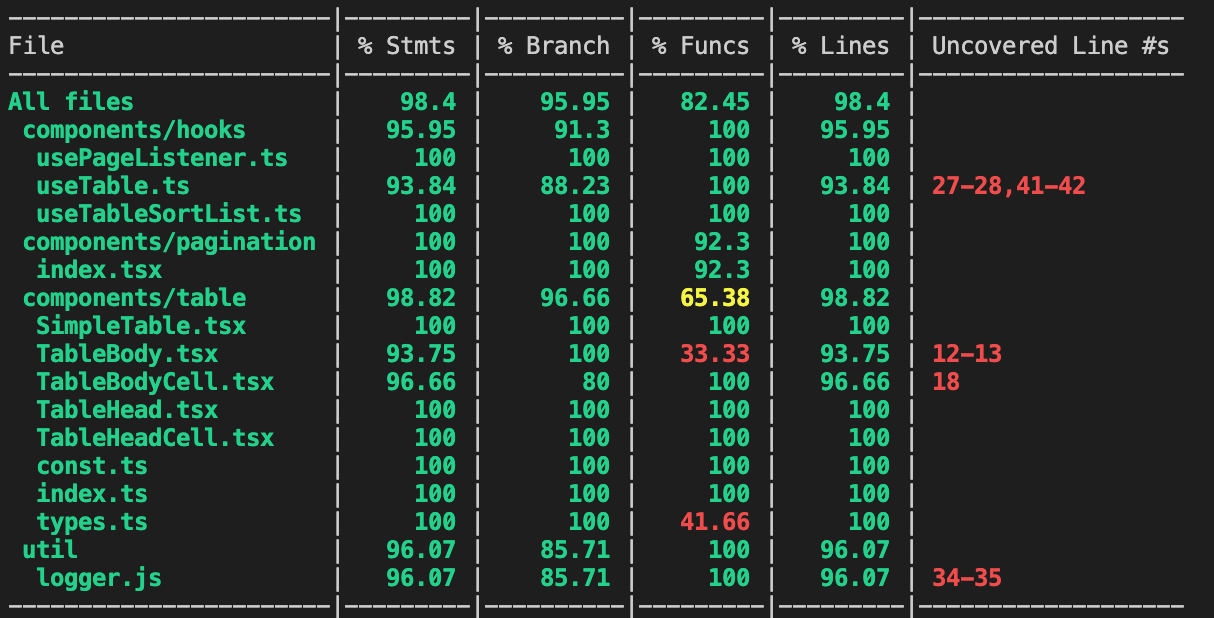 File | % Stmts | % Branch | % Funcs | % Lines | Uncovered Line #s
All files | 98.4 | 95.95 | 82.45 | 98.4 |
components/hooks | 95.95 | 91.3 | 100 | 95.95 |
usePageListener.ts | 100 | 100 | 100 | 100 |
useTable.ts | 93.84 | 88.23 | 100 | 93.84 | 27-28,41-42
useTableSortList.ts | 100 | 100 | 100 | 100 |
components/pagination | 100 | 100 | 92.3 | 100 |
index.tsx | 100 | 100 | 92.3 | 100 |
components/table | 98.82 | 96.66 | 65.38 | 98.82 |
SimpleTable.tsx | 100 | 100 | 100 | 100 |
TableBody.tsx | 93.75 | 100 | 33.33 | 93.75 | 12-13
TableBodyCell.tsx | 96.66 | 80 | 100 | 96.66 | 18
TableHead.tsx | 100 | 100 | 100 | 100 |
TableHeadCell.tsx | 100 | 100 | 100 | 100 |
const.ts | 100 | 100 | 100 | 100 |
index.ts | 100 | 100 | 100 | 100 |
types.ts | 100 | 100 | 41.66 | 100 |
util | 96.07 | 85.71 | 100 | 96.07 |
logger.js | 96.07 | 85.71 | 100 | 96.07 | 34-35